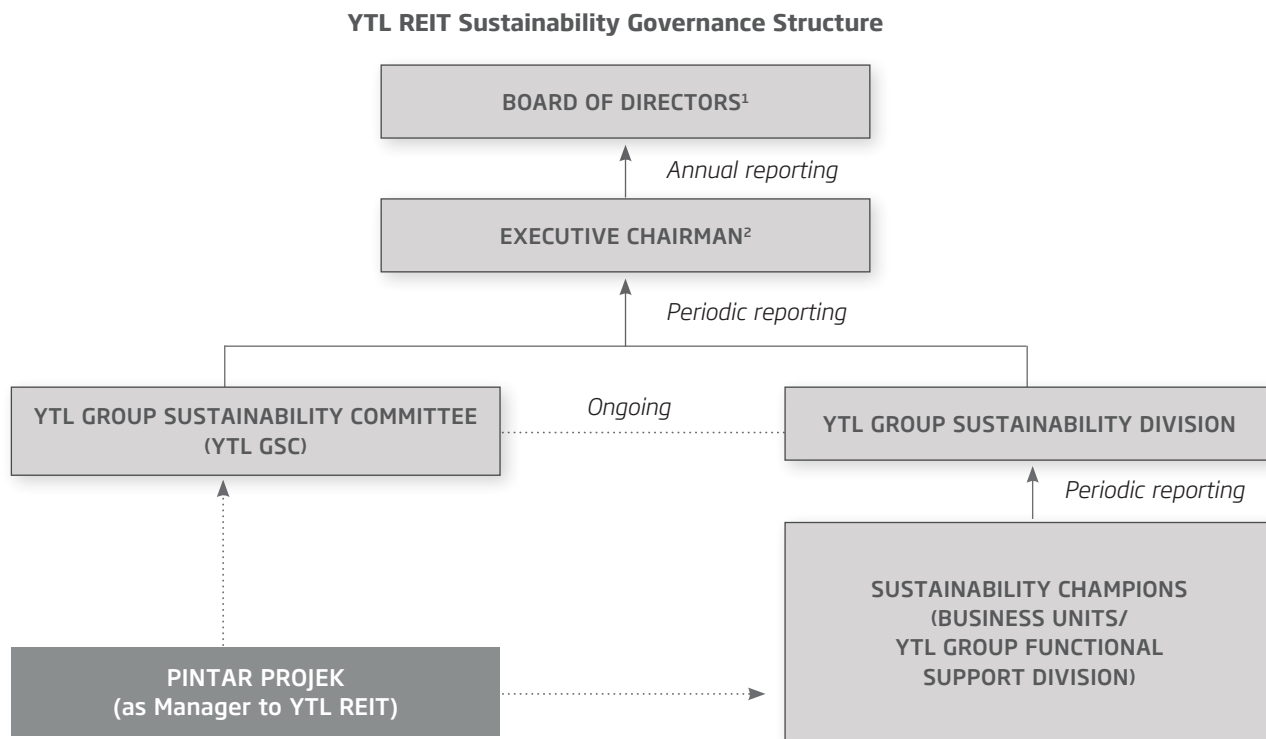 YTL REIT Sustainability Governance Structure
BOARD OF DIRECTORS¹
Annual reporting
EXECUTIVE CHAIRMAN²
Periodic reporting
YTL GROUP SUSTAINABILITY COMMITTEE
(YTL GSC)
Ongoing
YTL GROUP SUSTAINABILITY DIVISION
Periodic reporting
SUSTAINABILITY CHAMPIONS
(BUSINESS UNITS/
YTL GROUP FUNCTIONAL
SUPPORT DIVISION)
PINTAR PROJEK
(as Manager to YTL REIT)